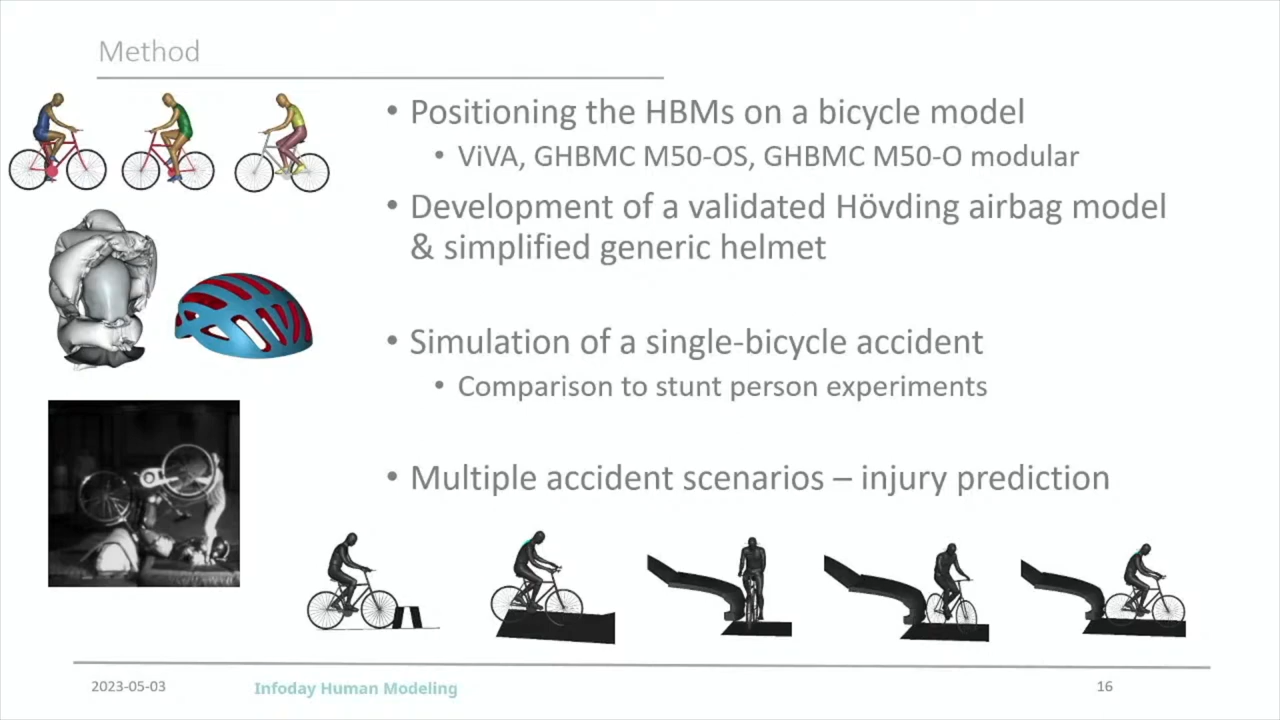 Method
• Positioning the HBMs on a bicycle model
• ViVA, GHBMC M50-OS, GHBMC M50-O modular
• Development of a validated Hövding airbag model
& simplified generic helmet
• Simulation of a single-bicycle accident
• Comparison to stunt person experiments
• Multiple accident scenarios – injury prediction
2023-05-03
Infoday Human Modeling
16